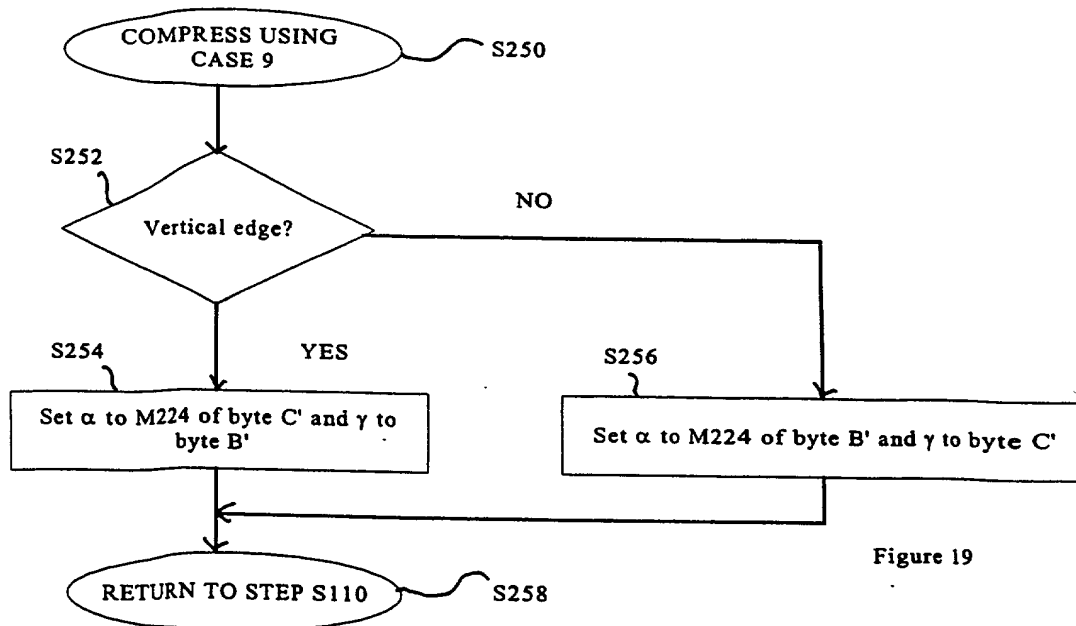 COMPRESS USING
CASE 9
S250
S252
Vertical edge?
NO
S254
YES
S256
Set α to M224 of byte C' and γ to
byte B'
Set α to M224 of byte B' and γ to byte C'
Figure 19
RETURN TO STEP S110
S258